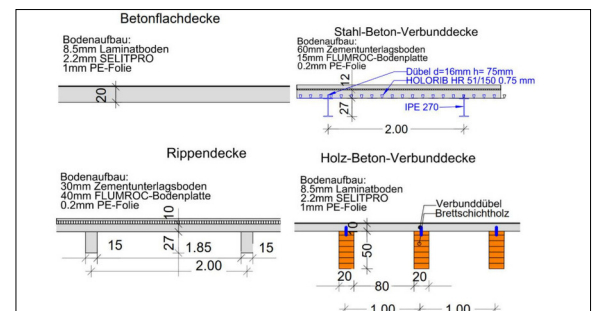 Betonflachdecke
Bodenaufbau:
8.5mm Laminatboden
2.2mm SELITPRO
1mm PE-Folie
20
Stahl-Beton-Verbunddecke
Bodenaufbau:
60mm Zementunterlagsboden
15mm FLUMROC-Bodenplatte
0.2mm PE-Folie
12
Dübel d=16mm h= 75mm
HOLORIB HR 51/150 0.75 mm
27
IPE 270
2.00
Rippendecke
Bodenaufbau:
30mm Zementunterlagsboden
40mm FLUMROC-Bodenplatte
0.2mm PE-Folie
10
15
27
1.85
15
2.00
Holz-Beton-Verbunddecke
Bodenaufbau:
8.5mm Laminatboden
2.2mm SELITPRO
1mm PE-Folie
Verbunddübel
Brettschichtholz
10
50
20
20
80
1.00
1.00